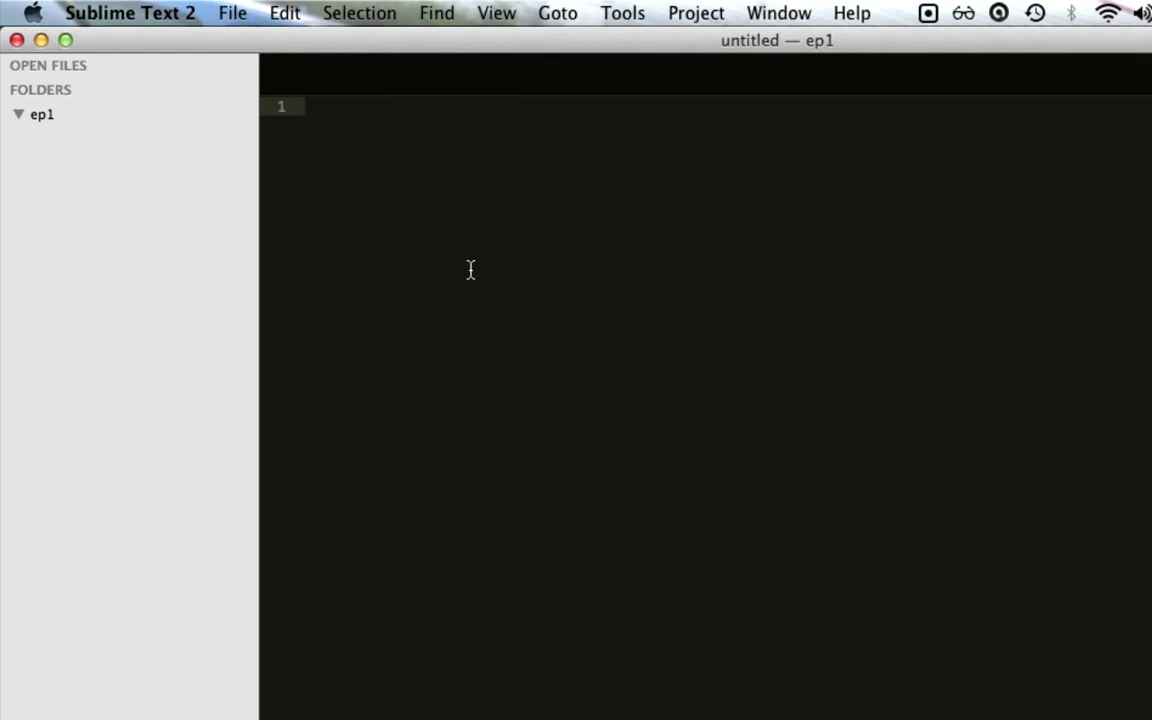 Sublime Text 2 File Edit Selection Find View Goto Tools Project Window Help
untitled — ep1
OPEN FILES
FOLDERS
ep1
1